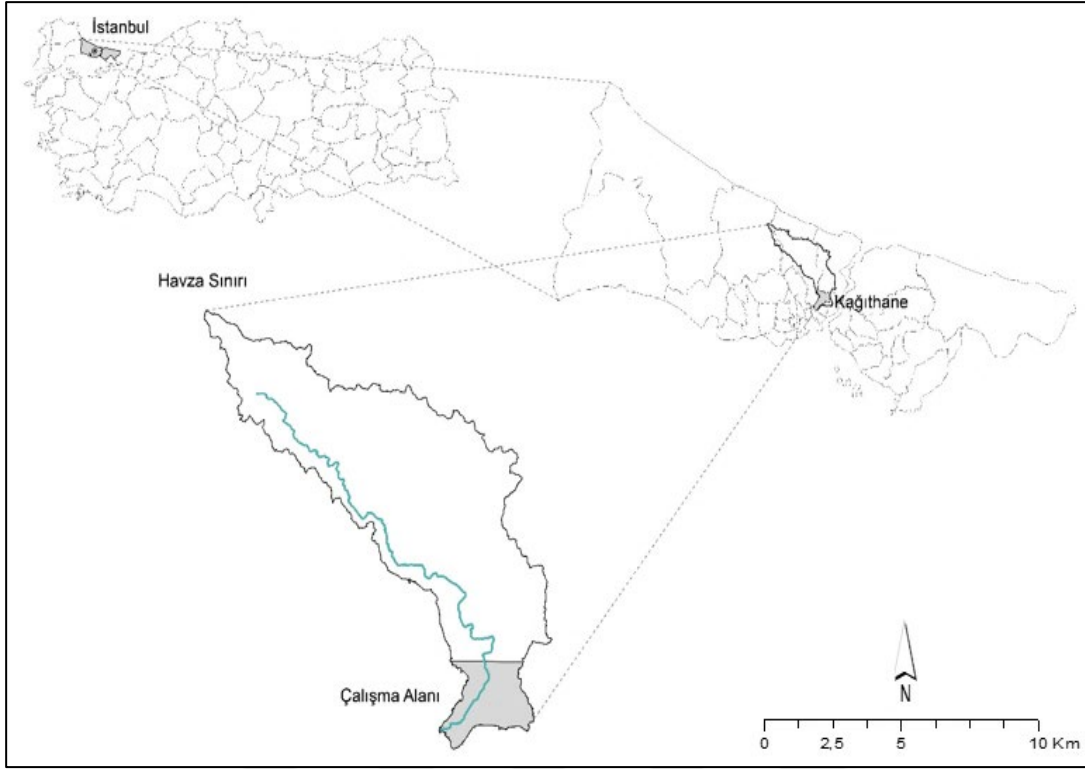 İstanbul
Havza Sınırı
Kağıthane
Çalışma Alanı
N
0 2,5 5 10 Km